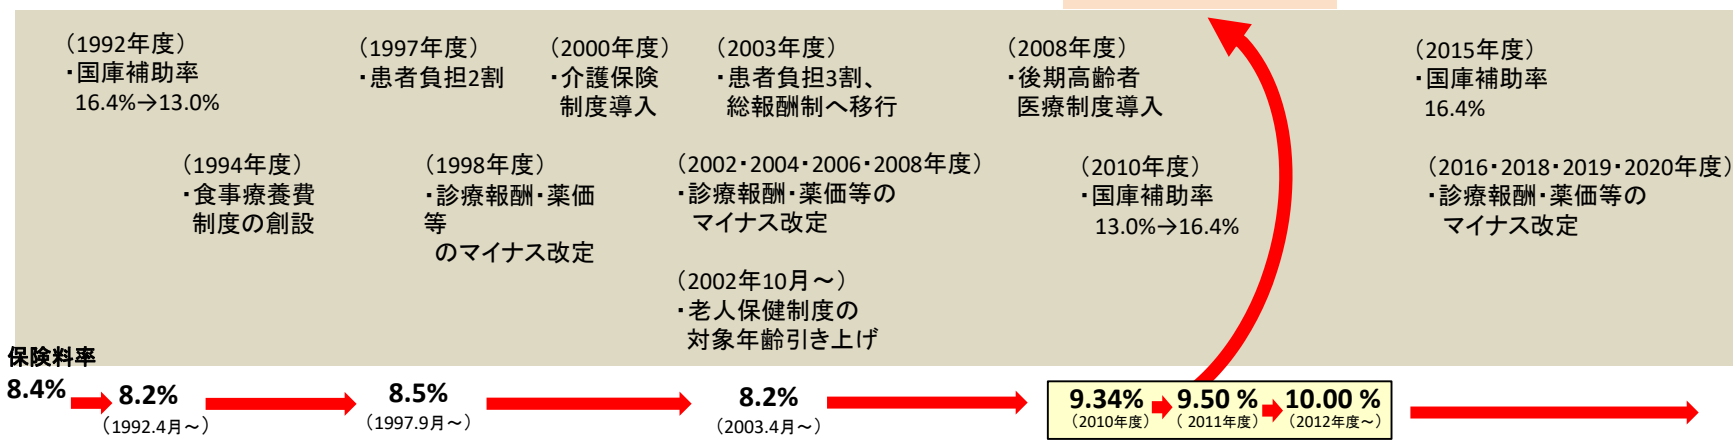 （1992年度）
・国庫補助率
16.4%→13.0%
（1997年度）
・患者負担2割
（2000年度）
・介護保険
制度導入
（2003年度）
・患者負担3割、
総報酬制へ移行
（2008年度）
・後期高齢者
医療制度導入
（2015年度）
・国庫補助率
16.4%
（1994年度）
・食事療養費
制度の創設
（1998年度）
・診療報酬・薬価
等
のマイナス改定
（2002・2004・2006・2008年度）
・診療報酬・薬価等の
マイナス改定
（2010年度）
・国庫補助率
13.0%→16.4%
（2016・2018・2019・2020年度）
・診療報酬・薬価等の
マイナス改定
（2002年10月～）
・老人保健制度の
対象年齢引き上げ
保険料率
8.4%
8.2%
（1992.4月～）
8.5%
（1997.9月～）
8.2%
（2003.4月～）
9.34%
（2010年度）
9.50 %
（ 2011年度）
10.00 %
（2012年度～）